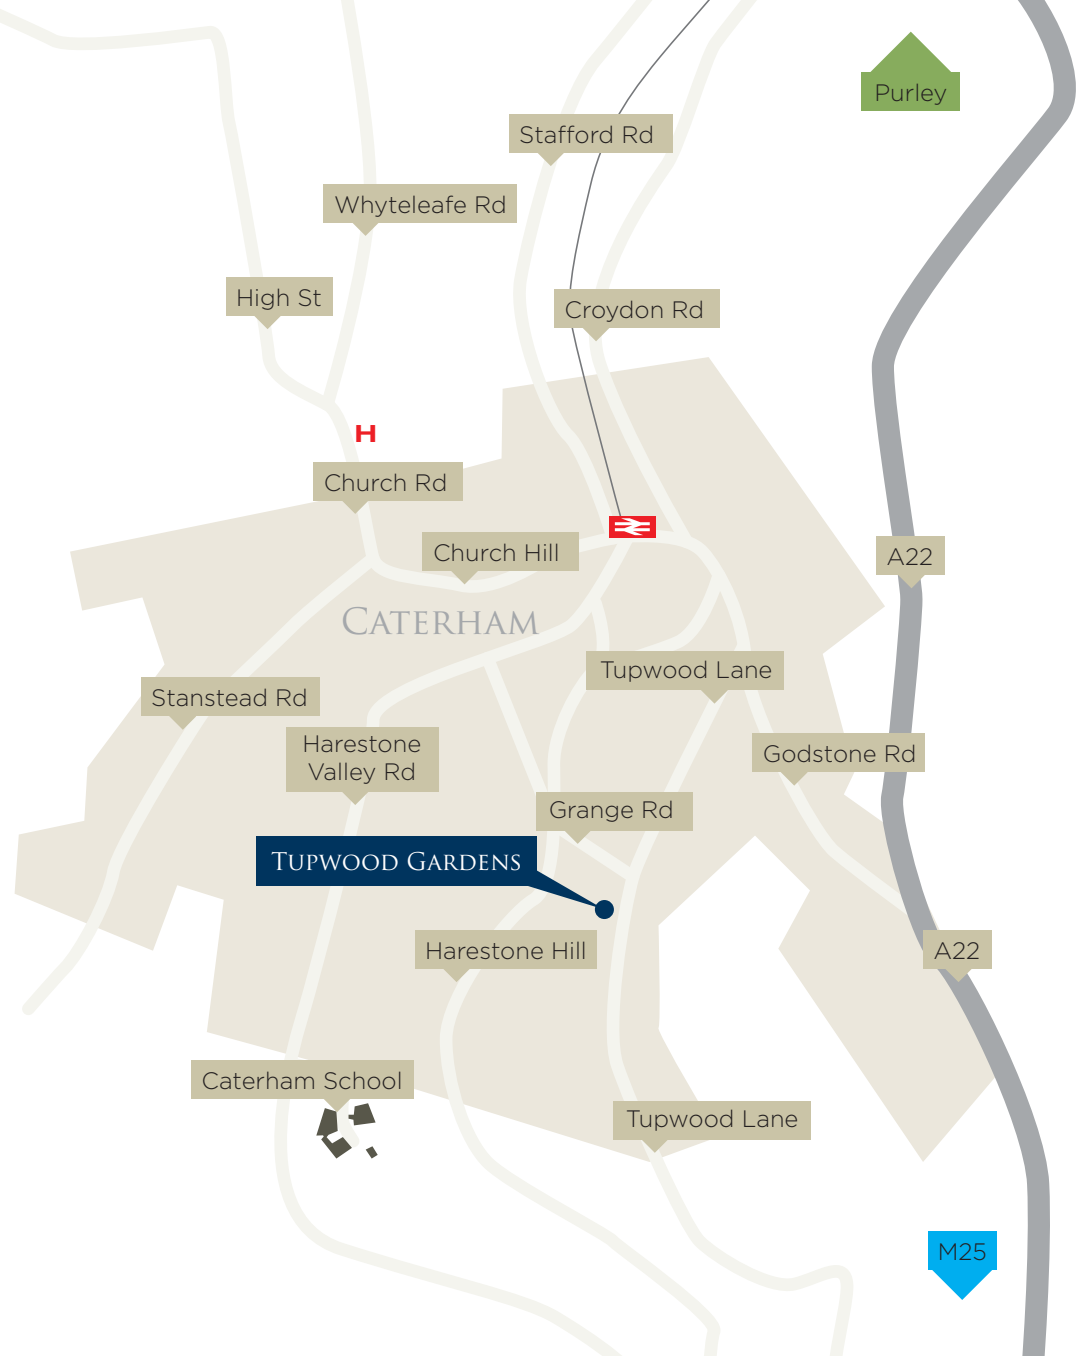 Purley
Stafford Rd
Whyteleafe Rd
High St
Croydon Rd
H
Church Rd
Church Hill
A22
CATERHAM
Tupwood Lane
Stanstead Rd
Harestone
Valley Rd
Godstone Rd
Grange Rd
TUPWOOD GARDENS
Harestone Hill
A22
Caterham School
Tupwood Lane
M25